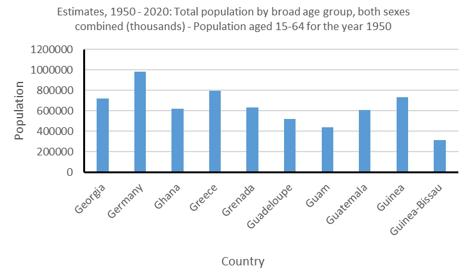 Estimates, 1950 - 2020: Total population by broad age group, both sexes
combined (thousands) - Population aged 15-64 for the year 1950
1200000
1000000
800000
600000
400000
200000
0
Population
Georgia
Germany
Ghana
Greece
Grenada
Guadeloupe
Guam
Guatemala
Guinea
Guinea-Bissau
Country